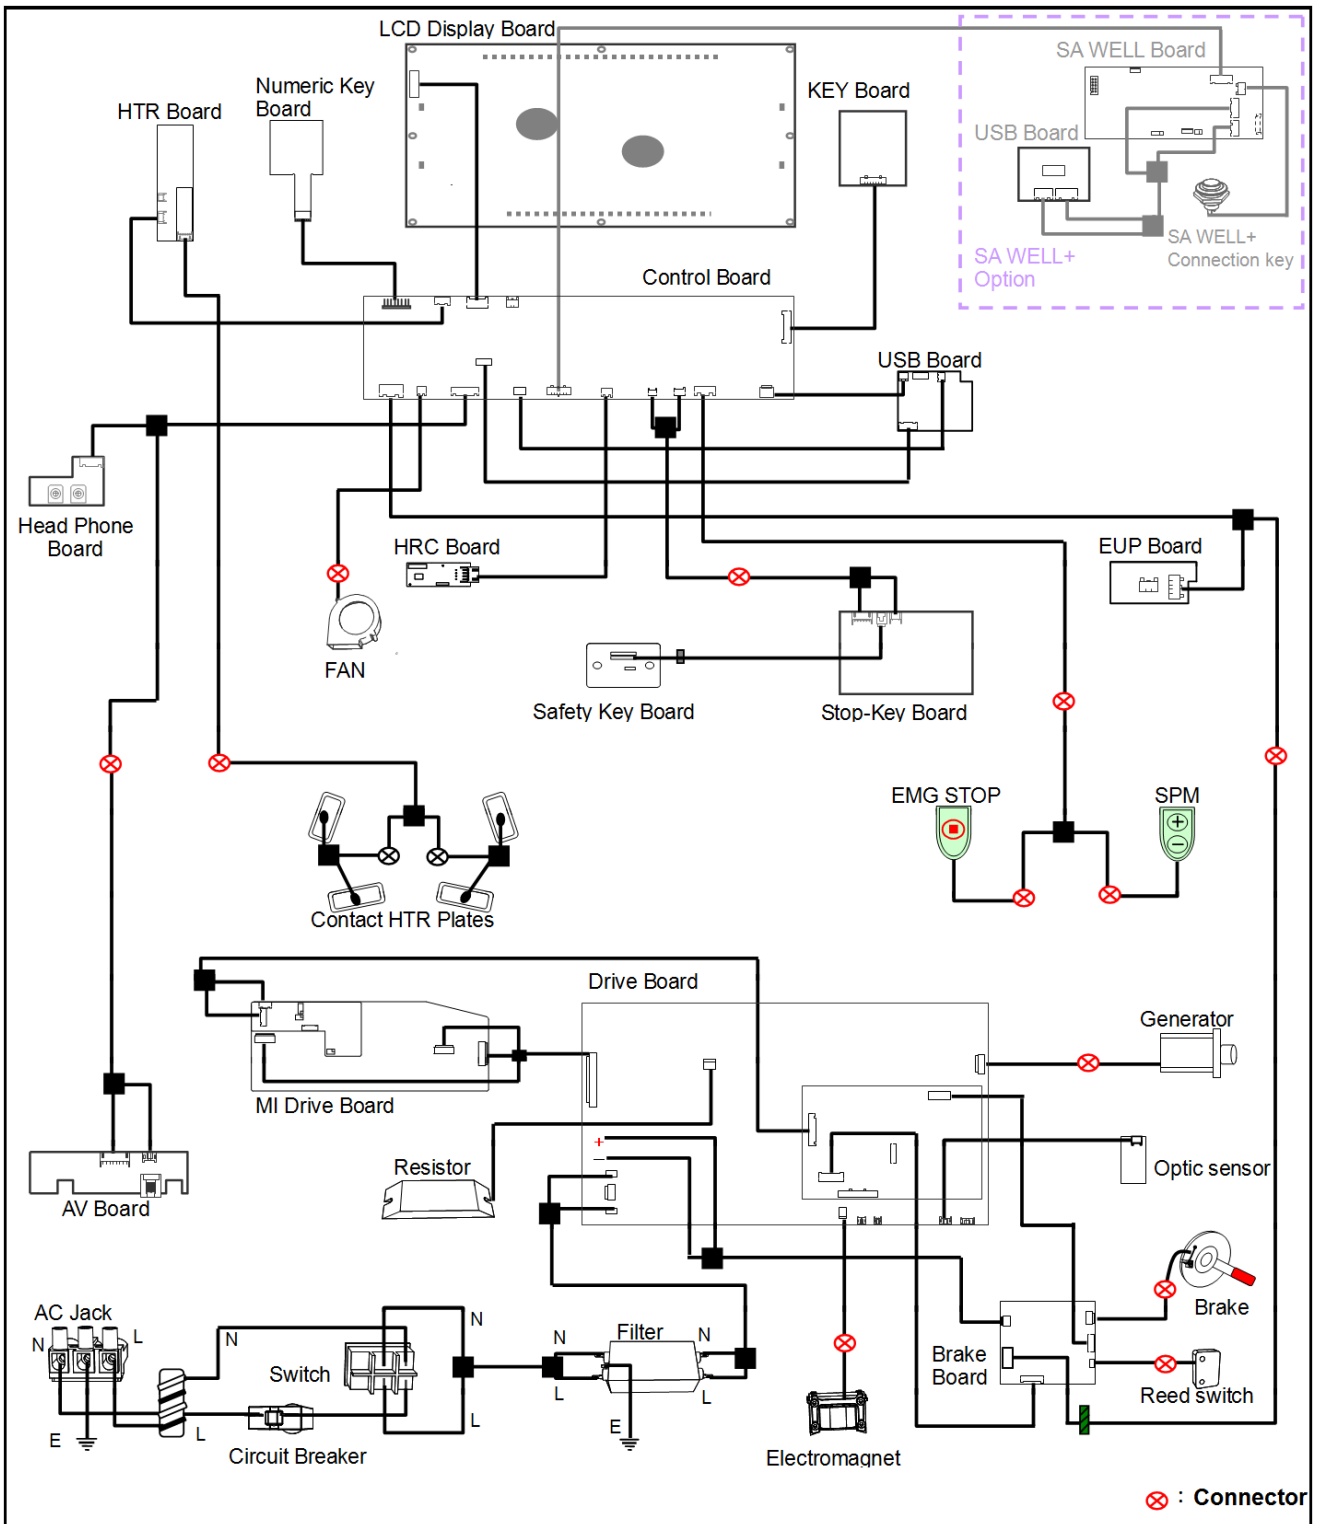 LCD Display Board
SA WELL Board
Numeric Key
Board
HTR Board
KEY Board
USB Board
SA WELL+
Connection key
SA WELL+
Option
Control Board
USB Board
Head Phone
Board
HRC Board
EUP Board
FAN
Safety Key Board
Stop-Key Board
EMG STOP
SPM
+
−
Contact HTR Plates
Drive Board
Generator
MI Drive Board
+
−
Resistor
Optic sensor
AV Board
AC Jack
N
L
N
Switch
N
L
Circuit Breaker
L
E
N
Filter
N
L
L
E
Brake
Brake
Board
Reed switch
Electromagnet
: Connector